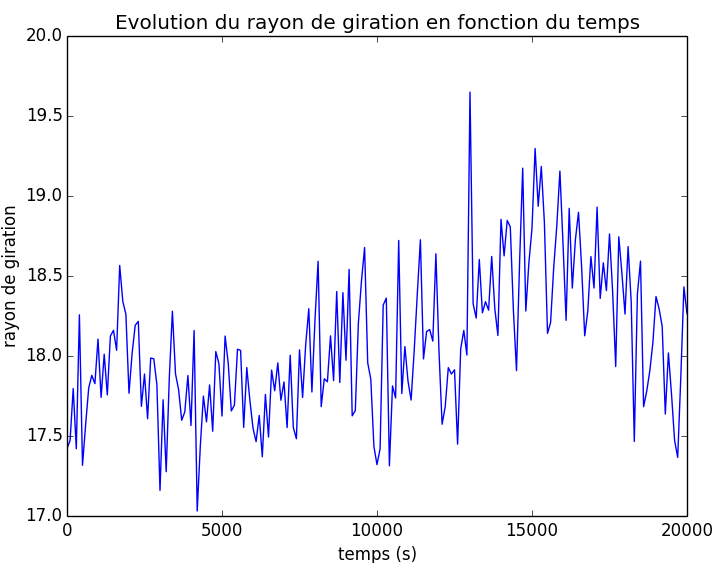 Evolution du rayon de giration en fonction du temps
20.0
19.5
19.0
18.5
18.0
17.5
17.0
rayon de giration
0 5000 10000 15000 20000
temps (s)